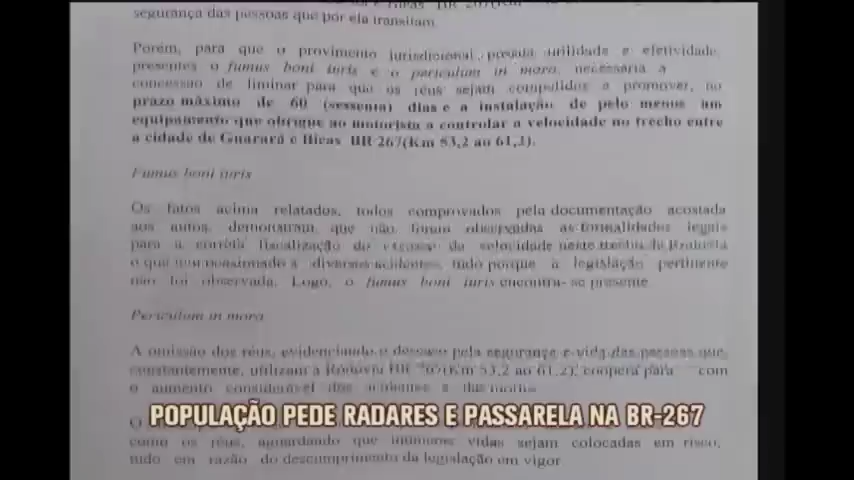 segurança das pessoas que por ela transitam.
Porém, para que o provimento jurisdicional possua utilidade e efetividade,
presentes o fumus boni iuris e o periculum in mora, necessária a
concessão de liminar para que os réus sejam compelidos a promover, no
prazo máximo de 60 (sessenta) dias e a instalação de pelo menos um
equipamento que obrigue ao motorista a controlar a velocidade no trecho entre
a cidade de Guarará e Bicas BR-267(Km 53,2 ao 61,2).
Fumus boni iuris
Os fatos acima relatados, todos comprovados pela documentação acostada
aos autos, demonstram que não foram observadas as formalidades legais
para a correta fiscalização do excesso de velocidade neste trecho da Rodovia
o que tem ocasionado a diversos acidentes, tudo porque a legislação pertinente
não foi observada. Logo, o fumus boni iuris encontra-se presente.
Periculum in mora
A omissão dos réus, evidenciando o descaso pela segurança e vida das pessoas que,
constantemente, utilizam a Rodovia BR 267(Km 53,2 ao 61,2), coopera para com
o aumento considerável dos acidentes e das mortes.
POPULAÇÃO PEDE RADARES E PASSARELA NA BR-267
como os réus, aguardando que inúmeras vidas sejam colocadas em risco,
tudo em razão do descumprimento da legislação em vigor